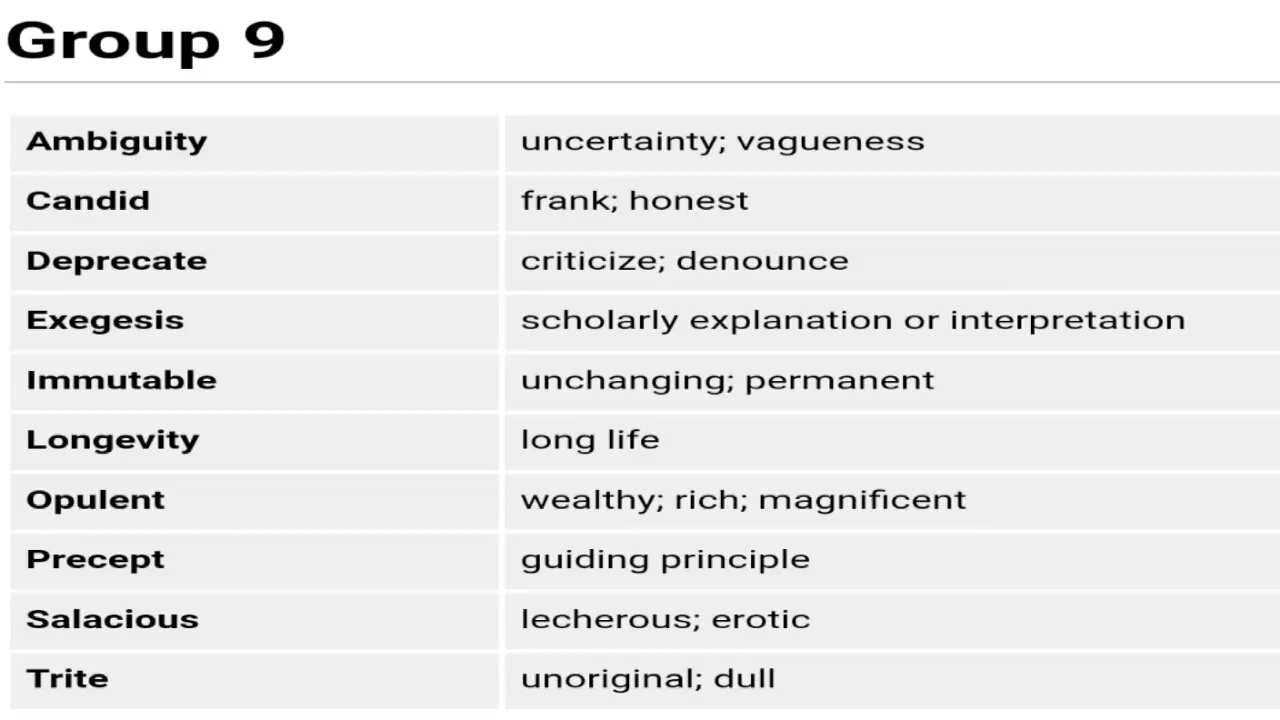 Group 9
Ambiguity uncertainty; vagueness
Candid frank; honest
Deprecate criticize; denounce
Exegesis scholarly explanation or interpretation
Immutable unchanging; permanent
Longevity long life
Opulent wealthy; rich; magnificent
Precept guiding principle
Salacious lecherous; erotic
Trite unoriginal; dull